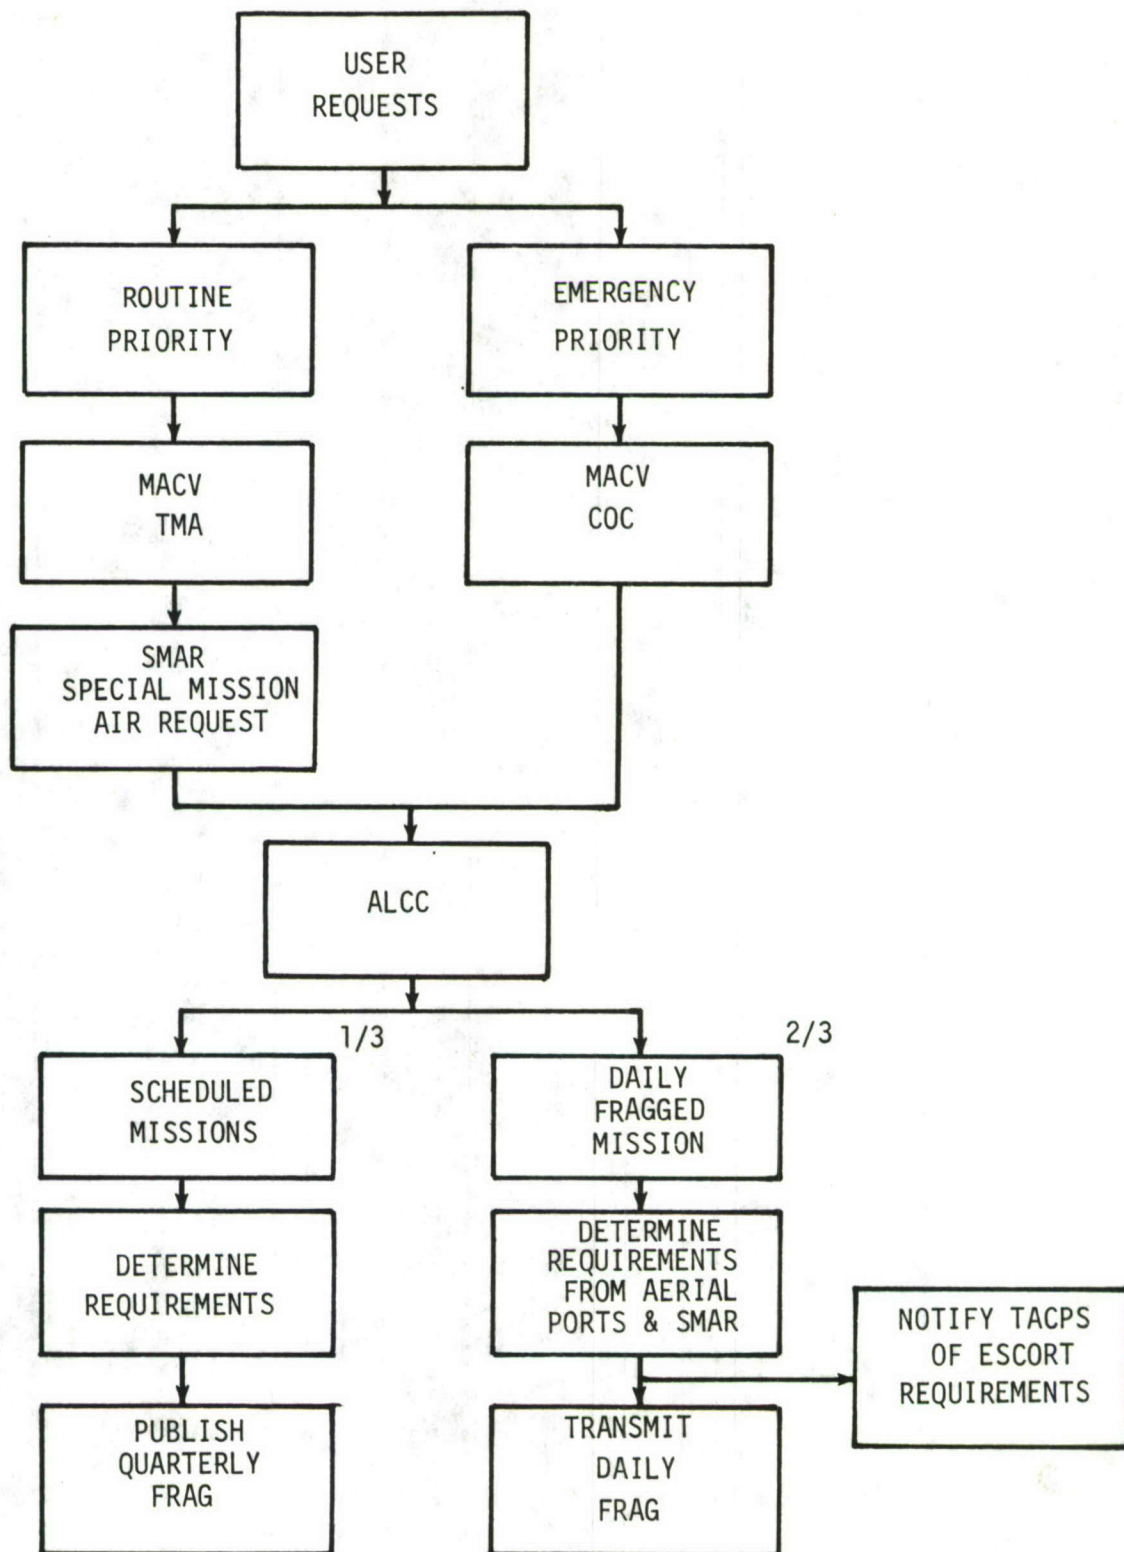 USER
REQUESTS
ROUTINE
PRIORITY
EMERGENCY
PRIORITY
MACV
TMA
MACV
COC
SMAR
SPECIAL MISSION
AIR REQUEST
ALCC
1/3
2/3
SCHEDULED
MISSIONS
DAILY
FRAGGED
MISSION
DETERMINE
REQUIREMENTS
DETERMINE
REQUIREMENTS
FROM AERIAL
PORTS & SMAR
NOTIFY TACPS
OF ESCORT
REQUIREMENTS
PUBLISH
QUARTERLY
FRAG
TRANSMIT
DAILY
FRAG